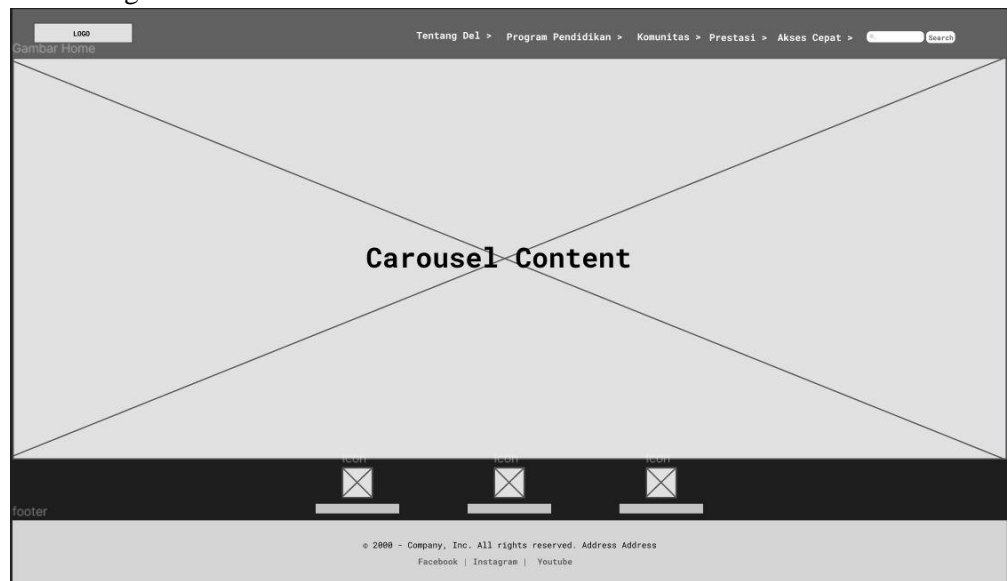 LOGO
Gambar Home
Tentang Del > Program Pendidikan > Komunitas > Prestasi > Akses Cepat > Search
Carousel Content
icon icon icon
footer
© 2000 - Company, Inc. All rights reserved. Address Address
Facebook | Instagram | Youtube